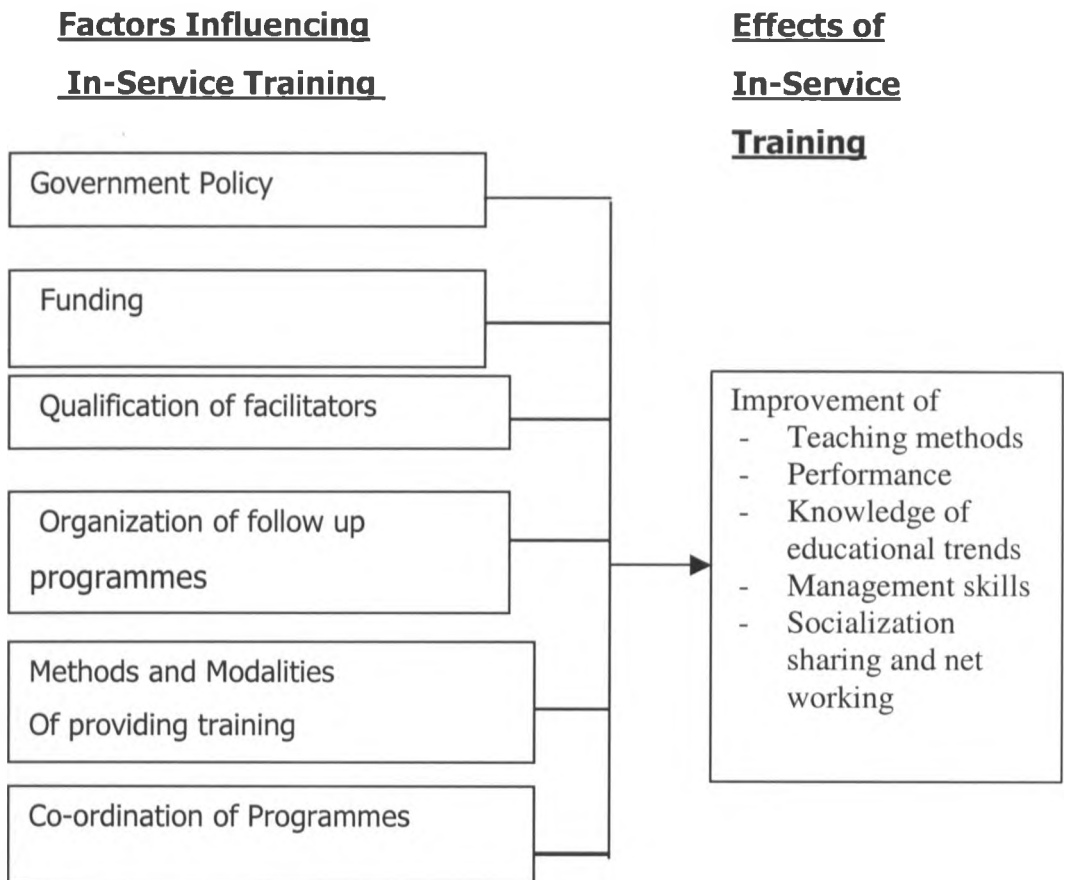 Factors Influencing
In-Service Training
Effects of
In-Service
Training
Government Policy
Funding
Qualification of facilitators
Organization of follow up
programmes
Methods and Modalities
Of providing training
Co-ordination of Programmes
Improvement of
- Teaching methods
- Performance
- Knowledge of
educational trends
- Management skills
- Socialization
sharing and net
working